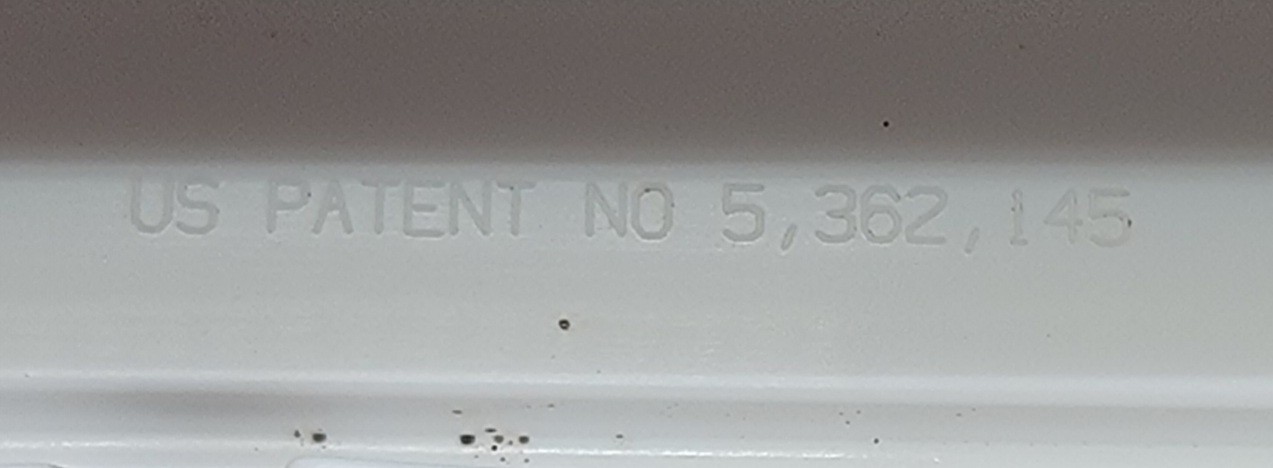 US PATENT NO 5,362,145